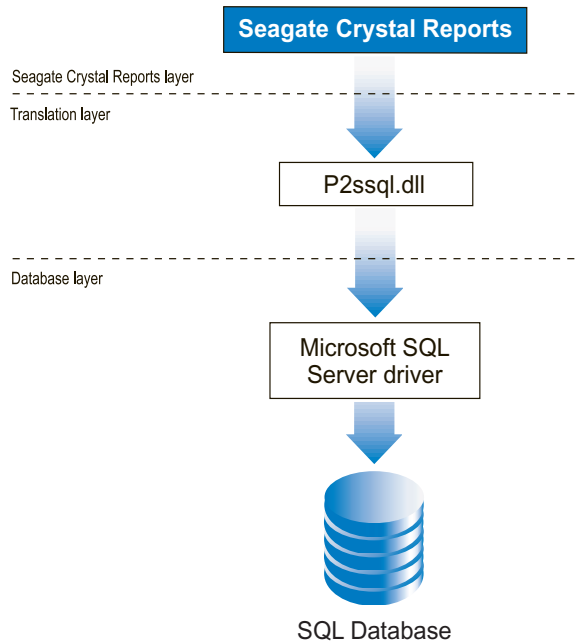 Seagate Crystal Reports
Seagate Crystal Reports layer
Translation layer
P2ssql.dll
Database layer
Microsoft SQL
Server driver
SQL Database